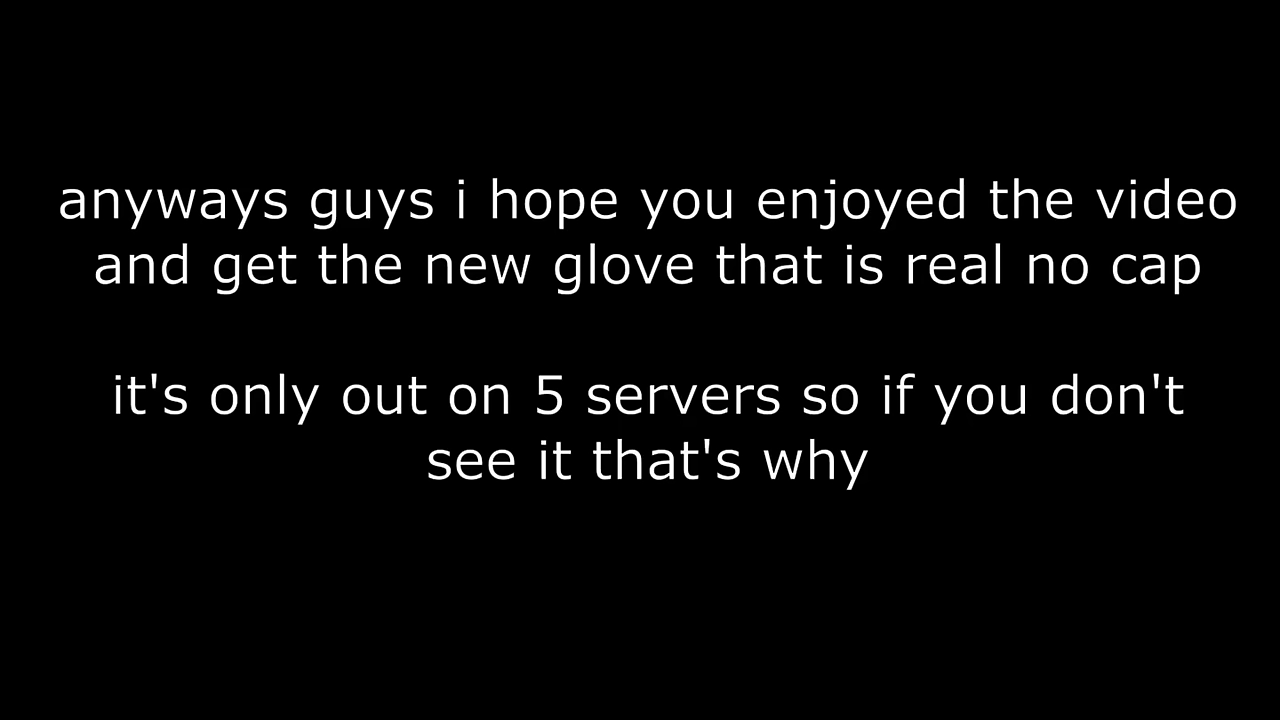 anyways guys i hope you enjoyed the video
and get the new glove that is real no cap
it's only out on 5 servers so if you don't
see it that's why